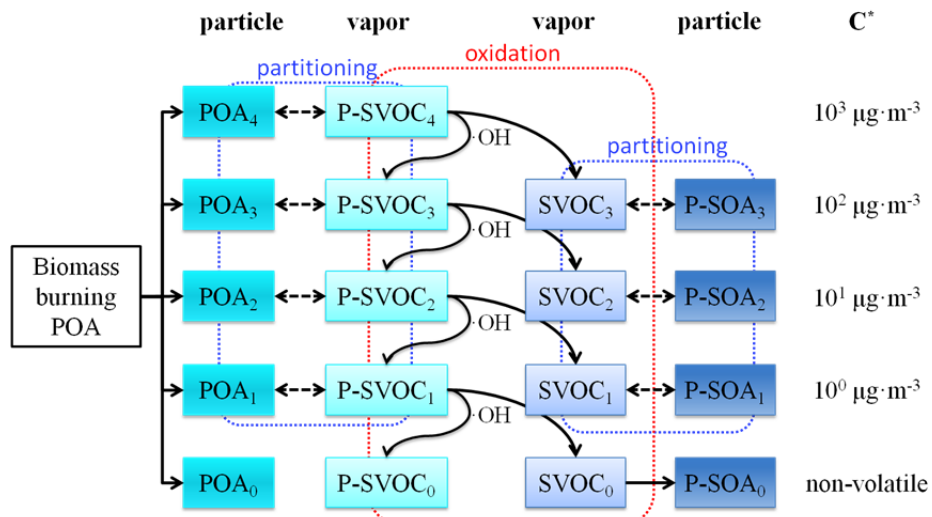 particle vapor vapor particle C*
oxidation
partitioning
POA₄ P-SVOC₄ 10³ μg·m⁻³
·OH
partitioning
POA₃ P-SVOC₃ SVOC₃ P-SOA₃ 10² μg·m⁻³
·OH
Biomass
burning
POA
POA₂ P-SVOC₂ SVOC₂ P-SOA₂ 10¹ μg·m⁻³
·OH
POA₁ P-SVOC₁ SVOC₁ P-SOA₁ 10⁰ μg·m⁻³
·OH
POA₀ P-SVOC₀ SVOC₀ P-SOA₀ non-volatile